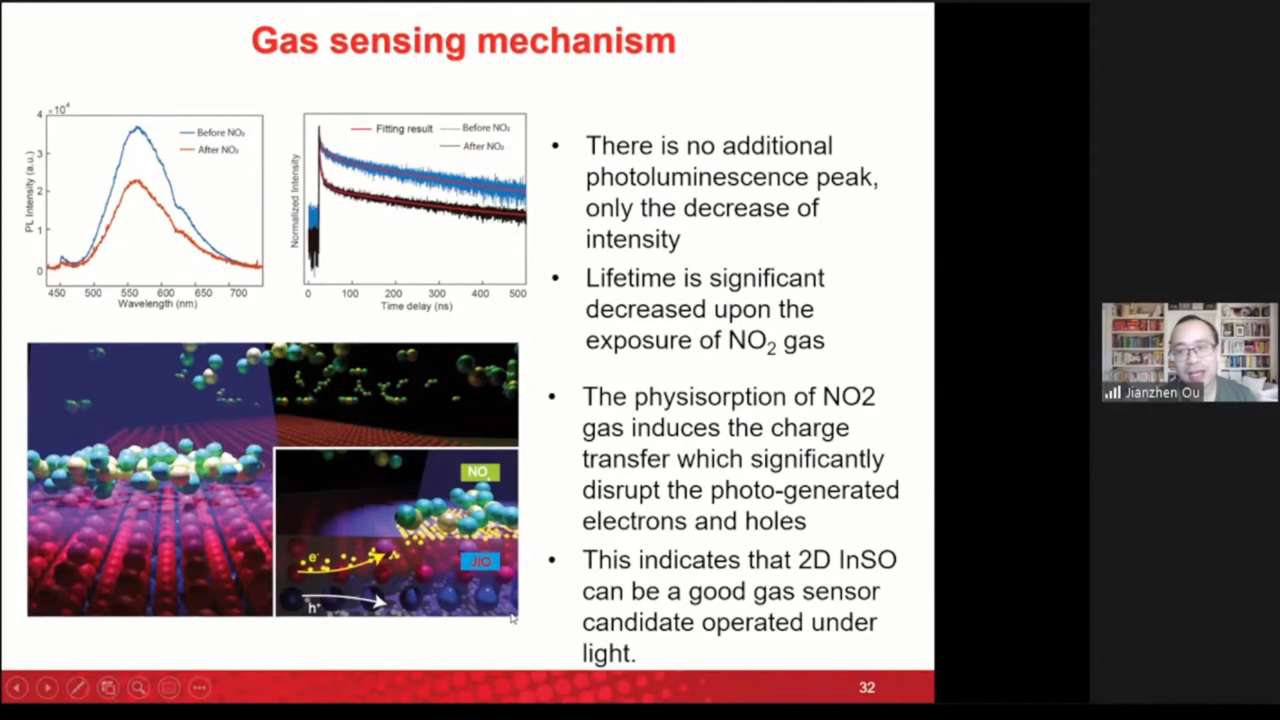 Gas sensing mechanism
×10⁴
4
3
2
1
0
PL Intensity (a.u.)
Before NO₂
After NO₂
450 500 550 600 650 700
Wavelength (nm)
Normalized Intensity
Fitting result
Before NO₂
After NO₂
0 100 200 300 400 500
Time delay (ns)
e⁻
h⁺
• There is no additional
photoluminescence peak,
only the decrease of
intensity
• Lifetime is significant
decreased upon the
exposure of NO₂ gas
• The physisorption of NO2
gas induces the charge
transfer which significantly
disrupt the photo-generated
electrons and holes
• This indicates that 2D InSO
can be a good gas sensor
candidate operated under
light.
32
Jianzhen Ou